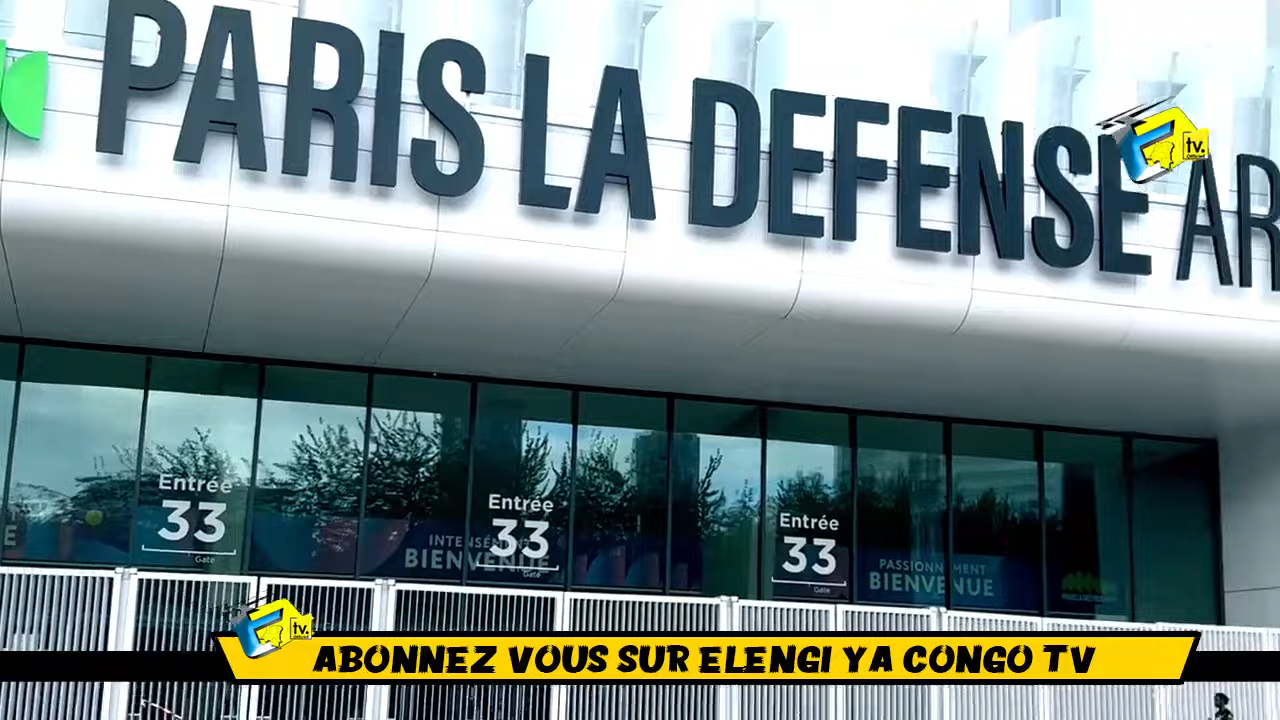 PARIS LA DEFENSE AR
tv.
Entrée
33
Gate
Entrée
33
Gate
Entrée
33
Gate
BIENVENUE
PASSIONNÉMENT
BIENVENUE
tv.
ABONNEZ VOUS SUR ELENGI YA CONGO TV